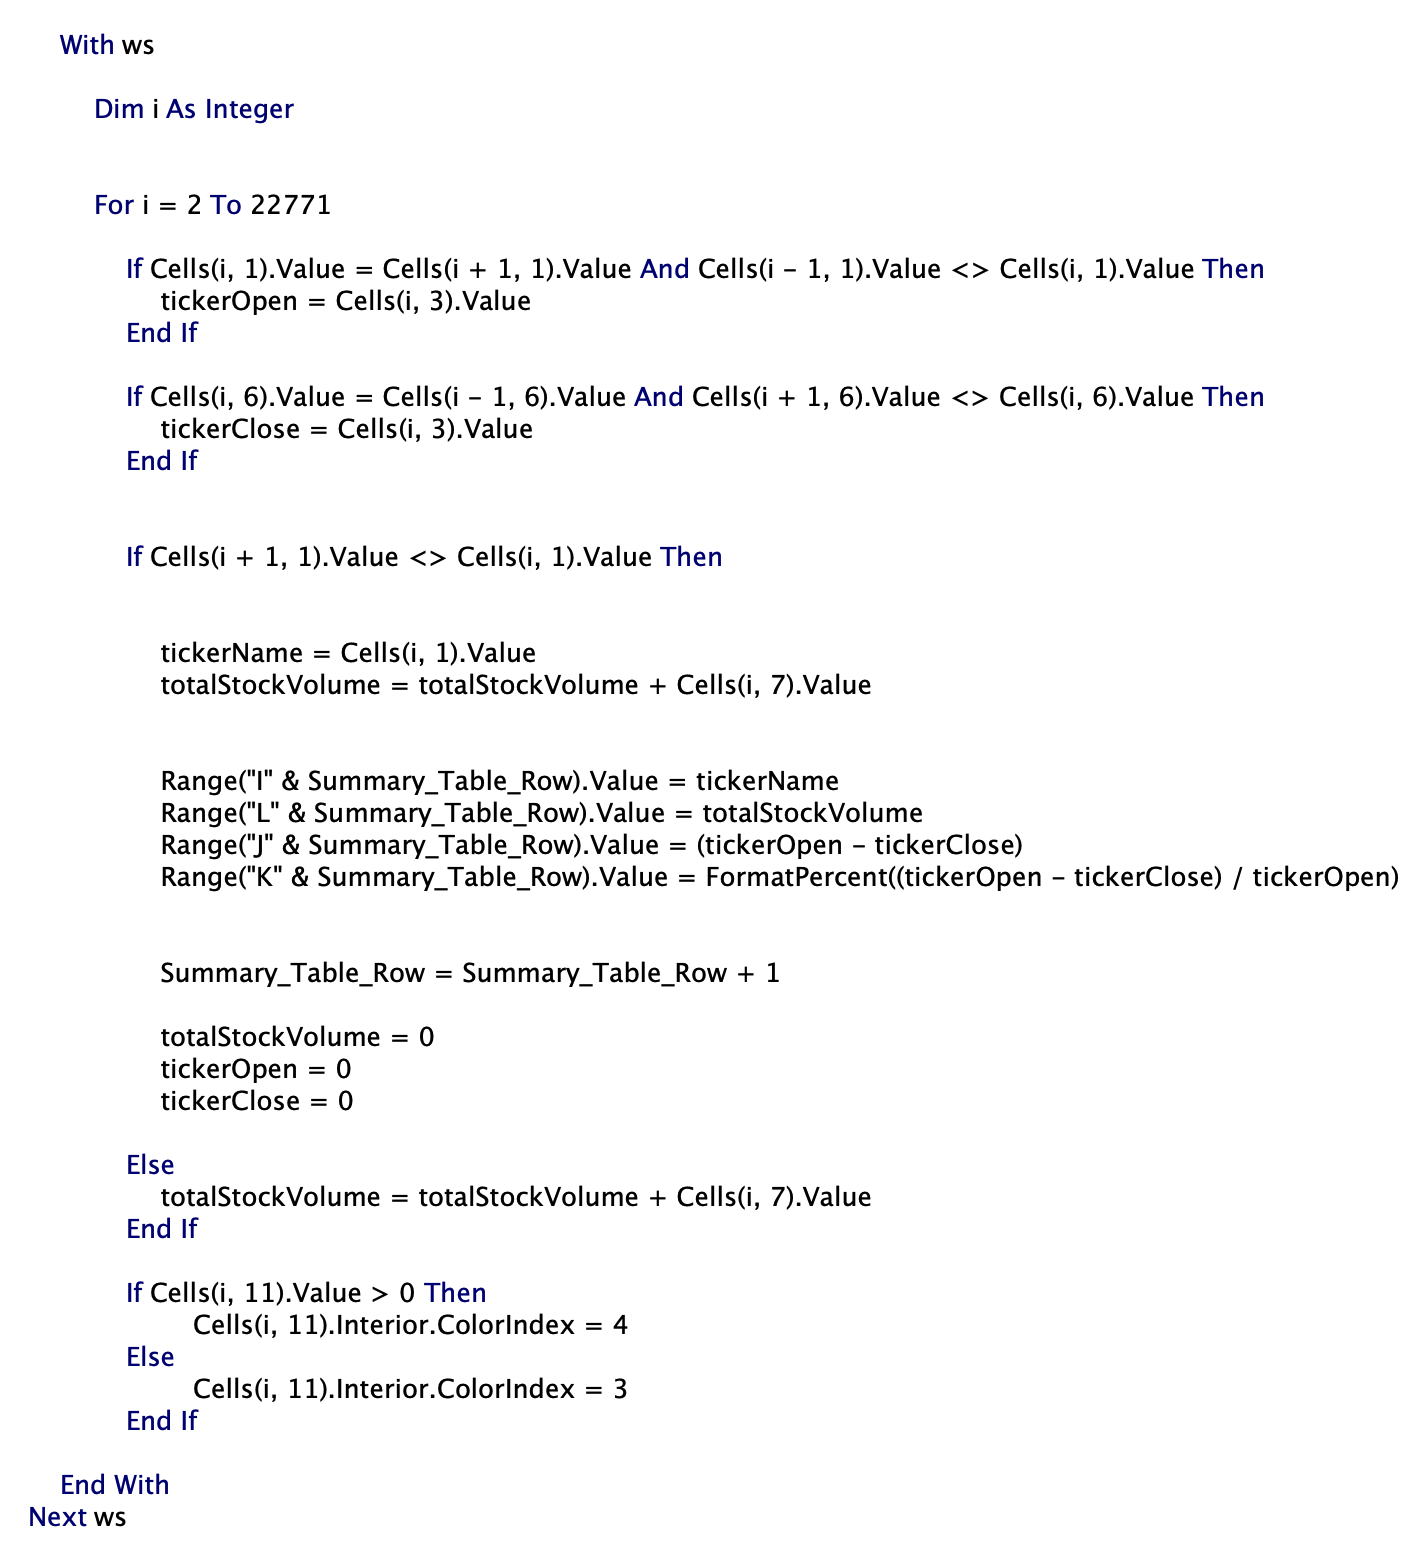 With ws
Dim i As Integer
For i = 2 To 22771
If Cells(i, 1).Value = Cells(i + 1, 1).Value And Cells(i - 1, 1).Value <> Cells(i, 1).Value Then
tickerOpen = Cells(i, 3).Value
End If
If Cells(i, 6).Value = Cells(i - 1, 6).Value And Cells(i + 1, 6).Value <> Cells(i, 6).Value Then
tickerClose = Cells(i, 3).Value
End If
If Cells(i + 1, 1).Value <> Cells(i, 1).Value Then
tickerName = Cells(i, 1).Value
totalStockVolume = totalStockVolume + Cells(i, 7).Value
Range("I" & Summary_Table_Row).Value = tickerName
Range("L" & Summary_Table_Row).Value = totalStockVolume
Range("J" & Summary_Table_Row).Value = (tickerOpen - tickerClose)
Range("K" & Summary_Table_Row).Value = FormatPercent((tickerOpen - tickerClose) / tickerOpen)
Summary_Table_Row = Summary_Table_Row + 1
totalStockVolume = 0
tickerOpen = 0
tickerClose = 0
Else
totalStockVolume = totalStockVolume + Cells(i, 7).Value
End If
If Cells(i, 11).Value > 0 Then
Cells(i, 11).Interior.ColorIndex = 4
Else
Cells(i, 11).Interior.ColorIndex = 3
End If
End With
Next ws